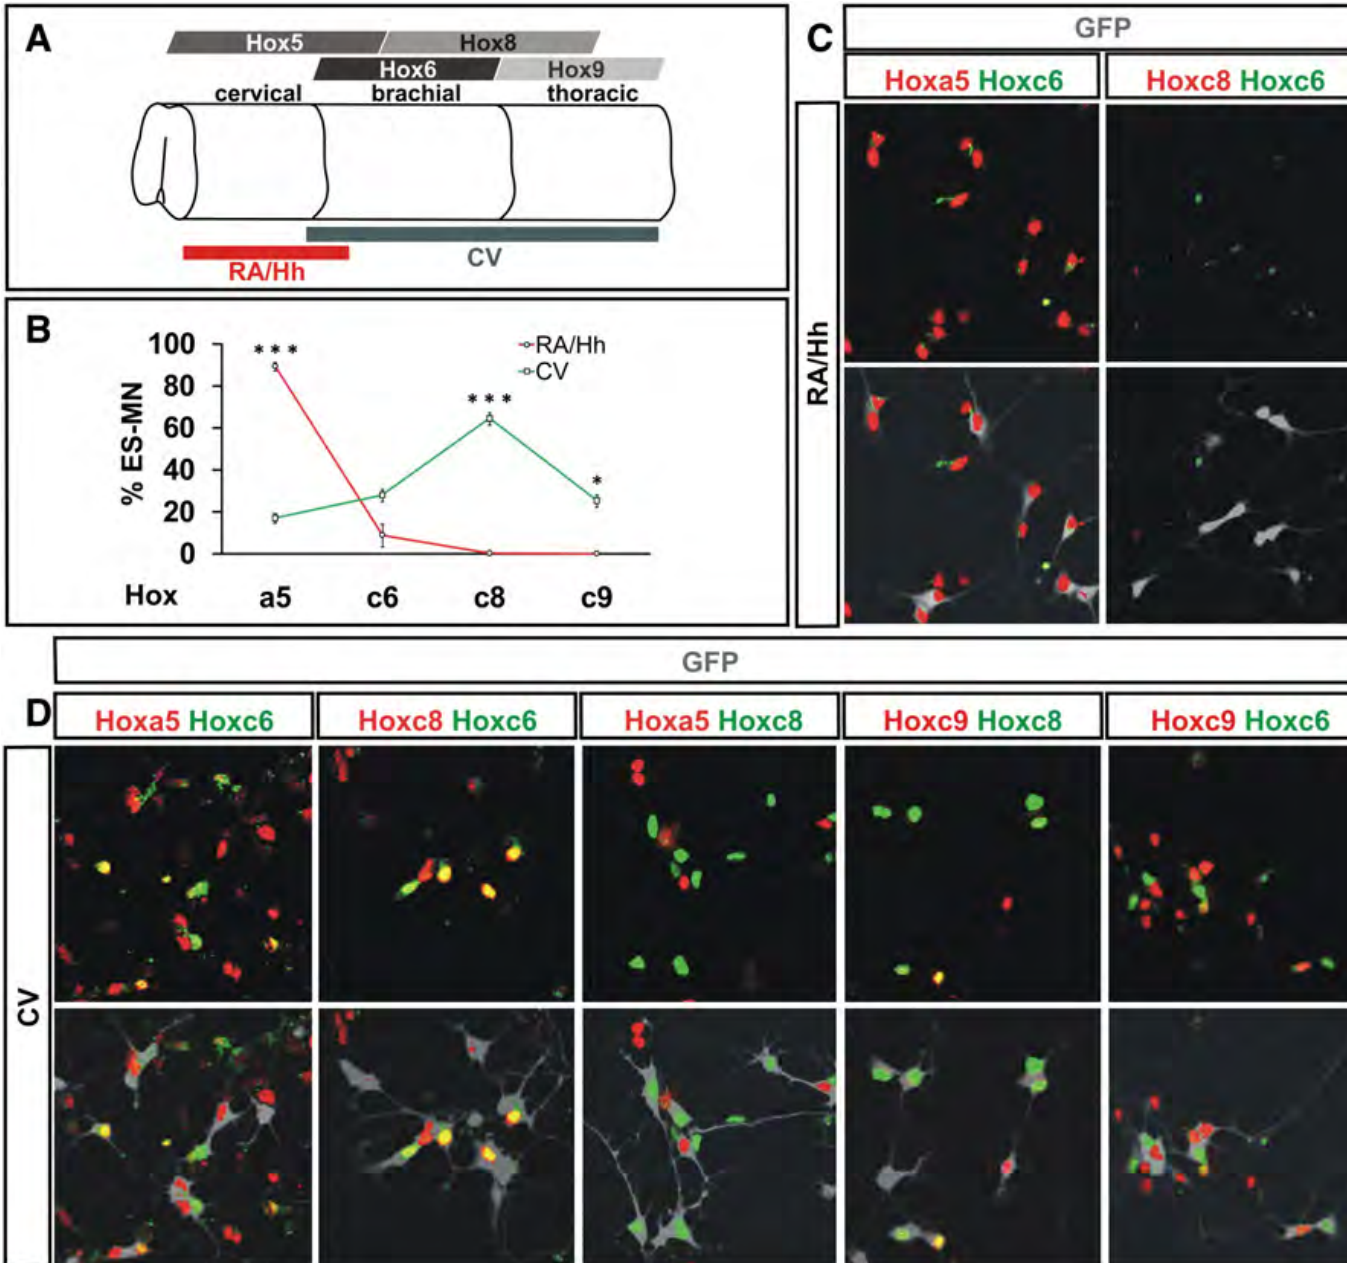 A
Hox5 Hox8
Hox6 Hox9
cervical brachial thoracic
RA/Hh
CV
B
100
80
60
40
20
0
% ES-MN
***
***
*
RA/Hh
CV
Hox a5 c6 c8 c9
C
GFP
Hoxa5 Hoxc6
Hoxc8 Hoxc6
RA/Hh
GFP
D
Hoxa5 Hoxc6
Hoxc8 Hoxc6
Hoxa5 Hoxc8
Hoxc9 Hoxc8
Hoxc9 Hoxc6
CV